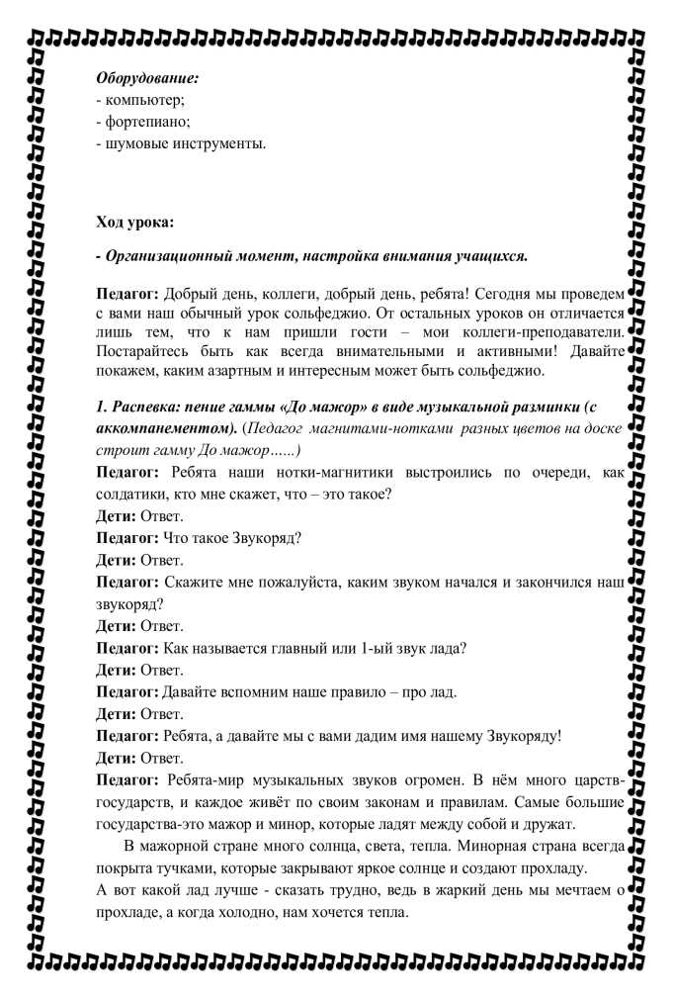 Оборудование:
- компьютер;
- фортепиано;
- шумовые инструменты.
Ход урока:
- Организационный момент, настройка внимания учащихся.
Педагог: Добрый день, коллеги, добрый день, ребята! Сегодня мы проведем
с вами наш обычный урок сольфеджио. От остальных уроков он отличается
лишь тем, что к нам пришли гости – мои коллеги-преподаватели.
Постарайтесь быть как всегда внимательными и активными! Давайте
покажем, каким азартным и интересным может быть сольфеджио.
1. Распевка: пение гаммы «До мажор» в виде музыкальной разминки (с
аккомпанементом). (Педагог магнитами-нотками разных цветов на доске
строит гамму До мажор……)
Педагог: Ребята наши нотки-магнитики выстроились по очереди, как
солдатики, кто мне скажет, что – это такое?
Дети: Ответ.
Педагог: Что такое Звукоряд?
Дети: Ответ.
Педагог: Скажите мне пожалуйста, каким звуком начался и закончился наш
звукоряд?
Дети: Ответ.
Педагог: Как называется главный или 1-ый звук лада?
Дети: Ответ.
Педагог: Давайте вспомним наше правило – про лад.
Дети: Ответ.
Педагог: Ребята, а давайте мы с вами дадим имя нашему Звукоряду!
Дети: Ответ.
Педагог: Ребята-мир музыкальных звуков огромен. В нём много царств-
государств, и каждое живёт по своим законам и правилам. Самые большие
государства-это мажор и минор, которые ладят между собой и дружат.
В мажорной стране много солнца, света, тепла. Минорная страна всегда
покрыта тучками, которые закрывают яркое солнце и создают прохладу.
А вот какой лад лучше - сказать трудно, ведь в жаркий день мы мечтаем о
прохладе, а когда холодно, нам хочется тепла.